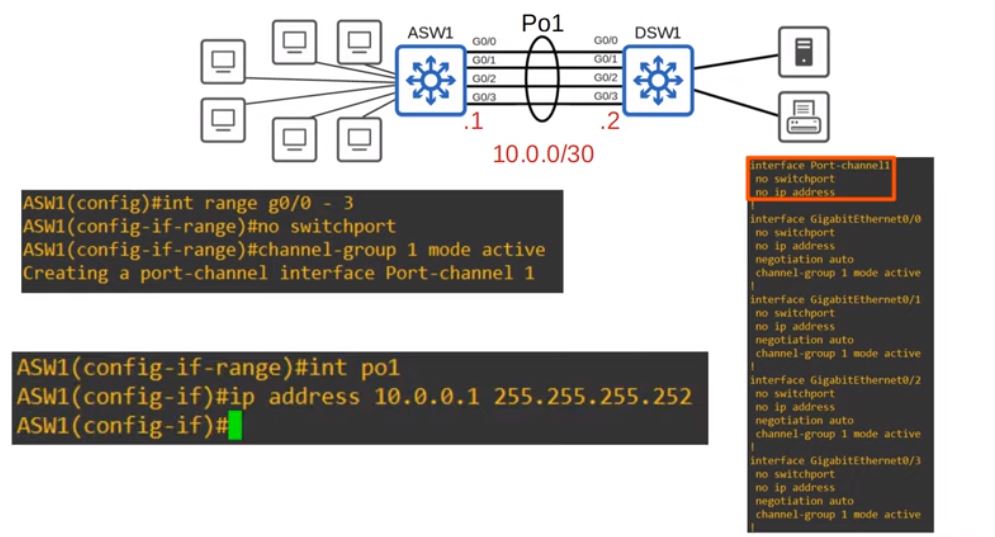 Po1
ASW1
DSW1
G0/0
G0/1
G0/2
G0/3
G0/0
G0/1
G0/2
G0/3
.1
.2
10.0.0/30
ASW1(config)#int range g0/0 - 3
ASW1(config-if-range)#no switchport
ASW1(config-if-range)#channel-group 1 mode active
Creating a port-channel interface Port-channel 1
ASW1(config-if-range)#int po1
ASW1(config-if)#ip address 10.0.0.1 255.255.255.252
ASW1(config-if)#
interface Port-channel1
no switchport
no ip address
!
interface GigabitEthernet0/0
no switchport
no ip address
negotiation auto
channel-group 1 mode active
!
interface GigabitEthernet0/1
no switchport
no ip address
negotiation auto
channel-group 1 mode active
!
interface GigabitEthernet0/2
no switchport
no ip address
negotiation auto
channel-group 1 mode active
!
interface GigabitEthernet0/3
no switchport
no ip address
negotiation auto
channel-group 1 mode active
!